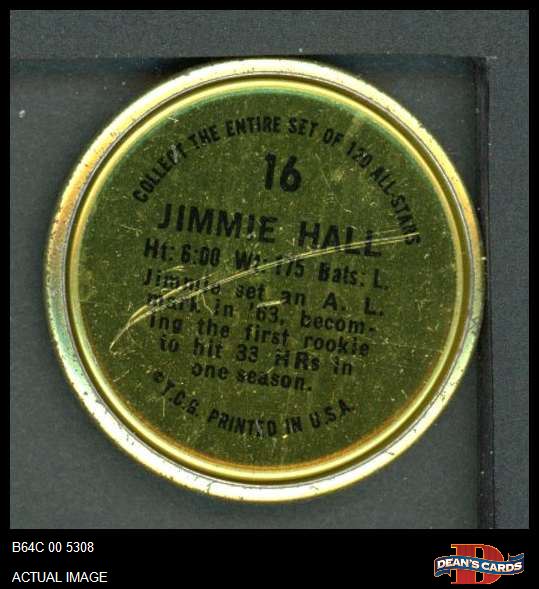 COLLECT THE ENTIRE SET OF 120 ALL-STARS
16
JIMMIE HALL
Ht: 6:00 Wt: 175 Bats: L.
Jimmie set an A. L.
mark in '63, becom-
ing the first rookie
to hit 33 HRs in
one season.
© T.C.G. PRINTED IN U.S.A.
B64C 00 5308
ACTUAL IMAGE
D
DEAN'S CARDS